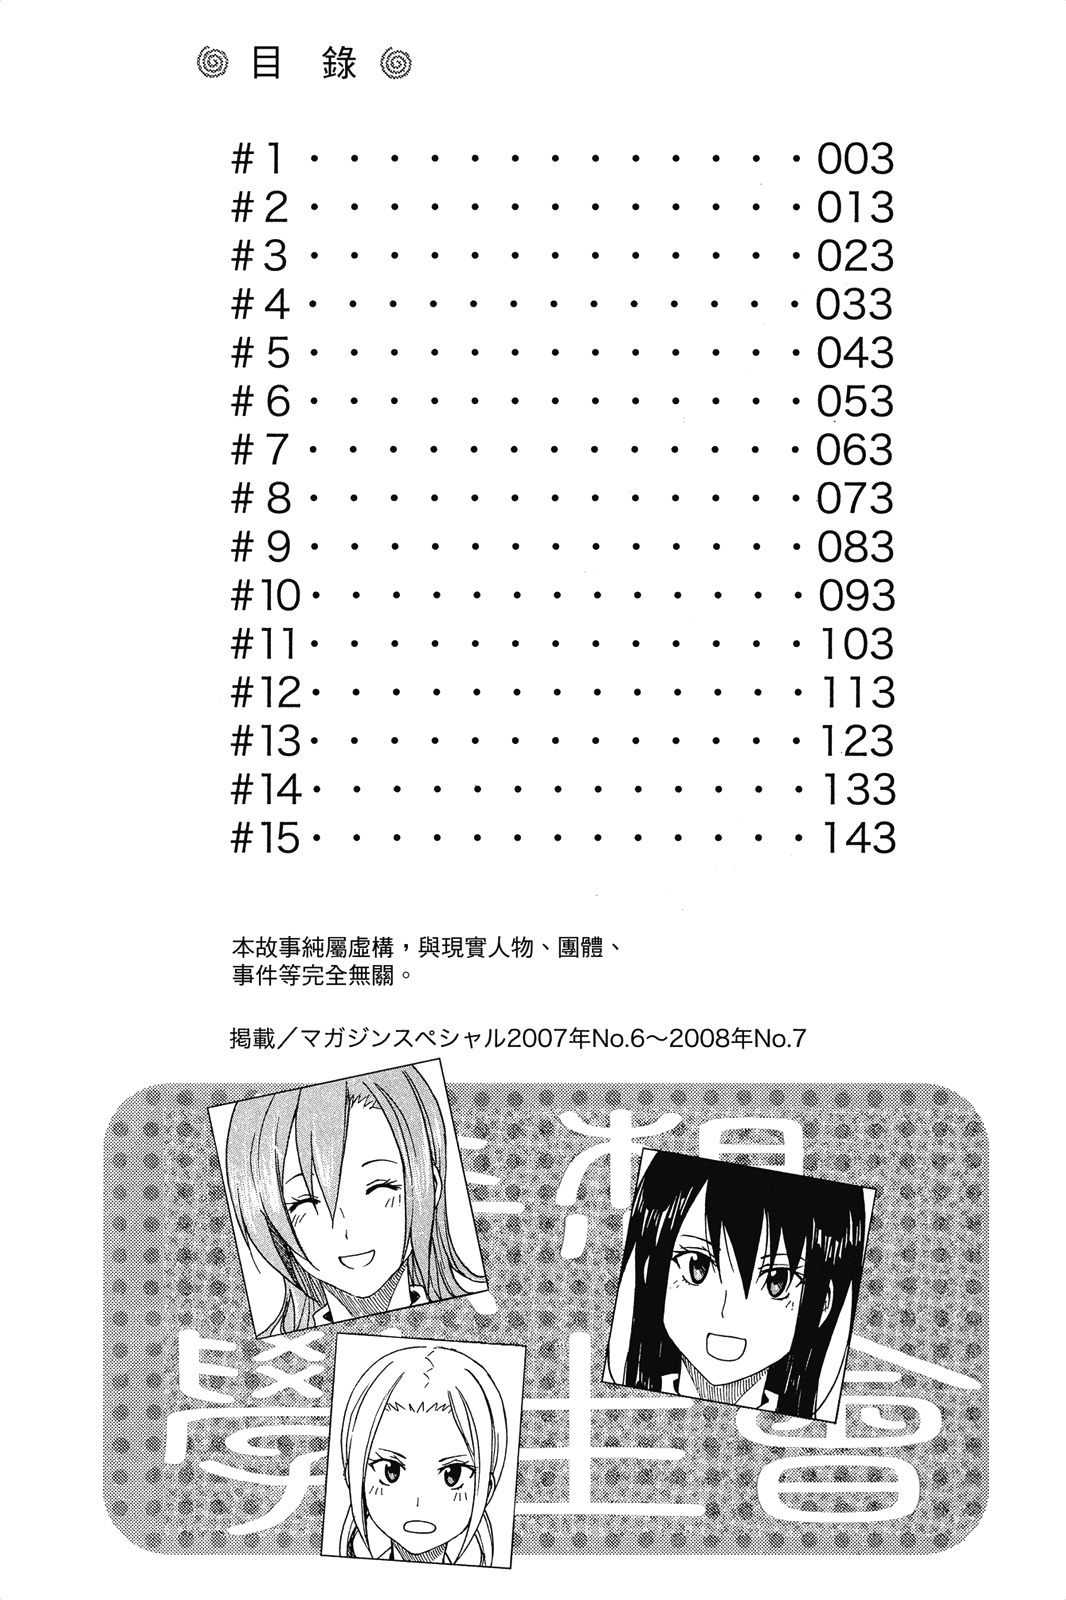 目 錄
#1・・・・・・・・・・・・・003
#2・・・・・・・・・・・・・013
#3・・・・・・・・・・・・・023
#4・・・・・・・・・・・・・033
#5・・・・・・・・・・・・・043
#6・・・・・・・・・・・・・053
#7・・・・・・・・・・・・・063
#8・・・・・・・・・・・・・073
#9・・・・・・・・・・・・・083
#10・・・・・・・・・・・・・093
#11・・・・・・・・・・・・・103
#12・・・・・・・・・・・・・113
#13・・・・・・・・・・・・・123
#14・・・・・・・・・・・・・133
#15・・・・・・・・・・・・・143
本故事純屬虛構，與現實人物、團體、
事件等完全無關。
掲載／マガジンスペシャル2007年No.6～2008年No.7
想
學生會